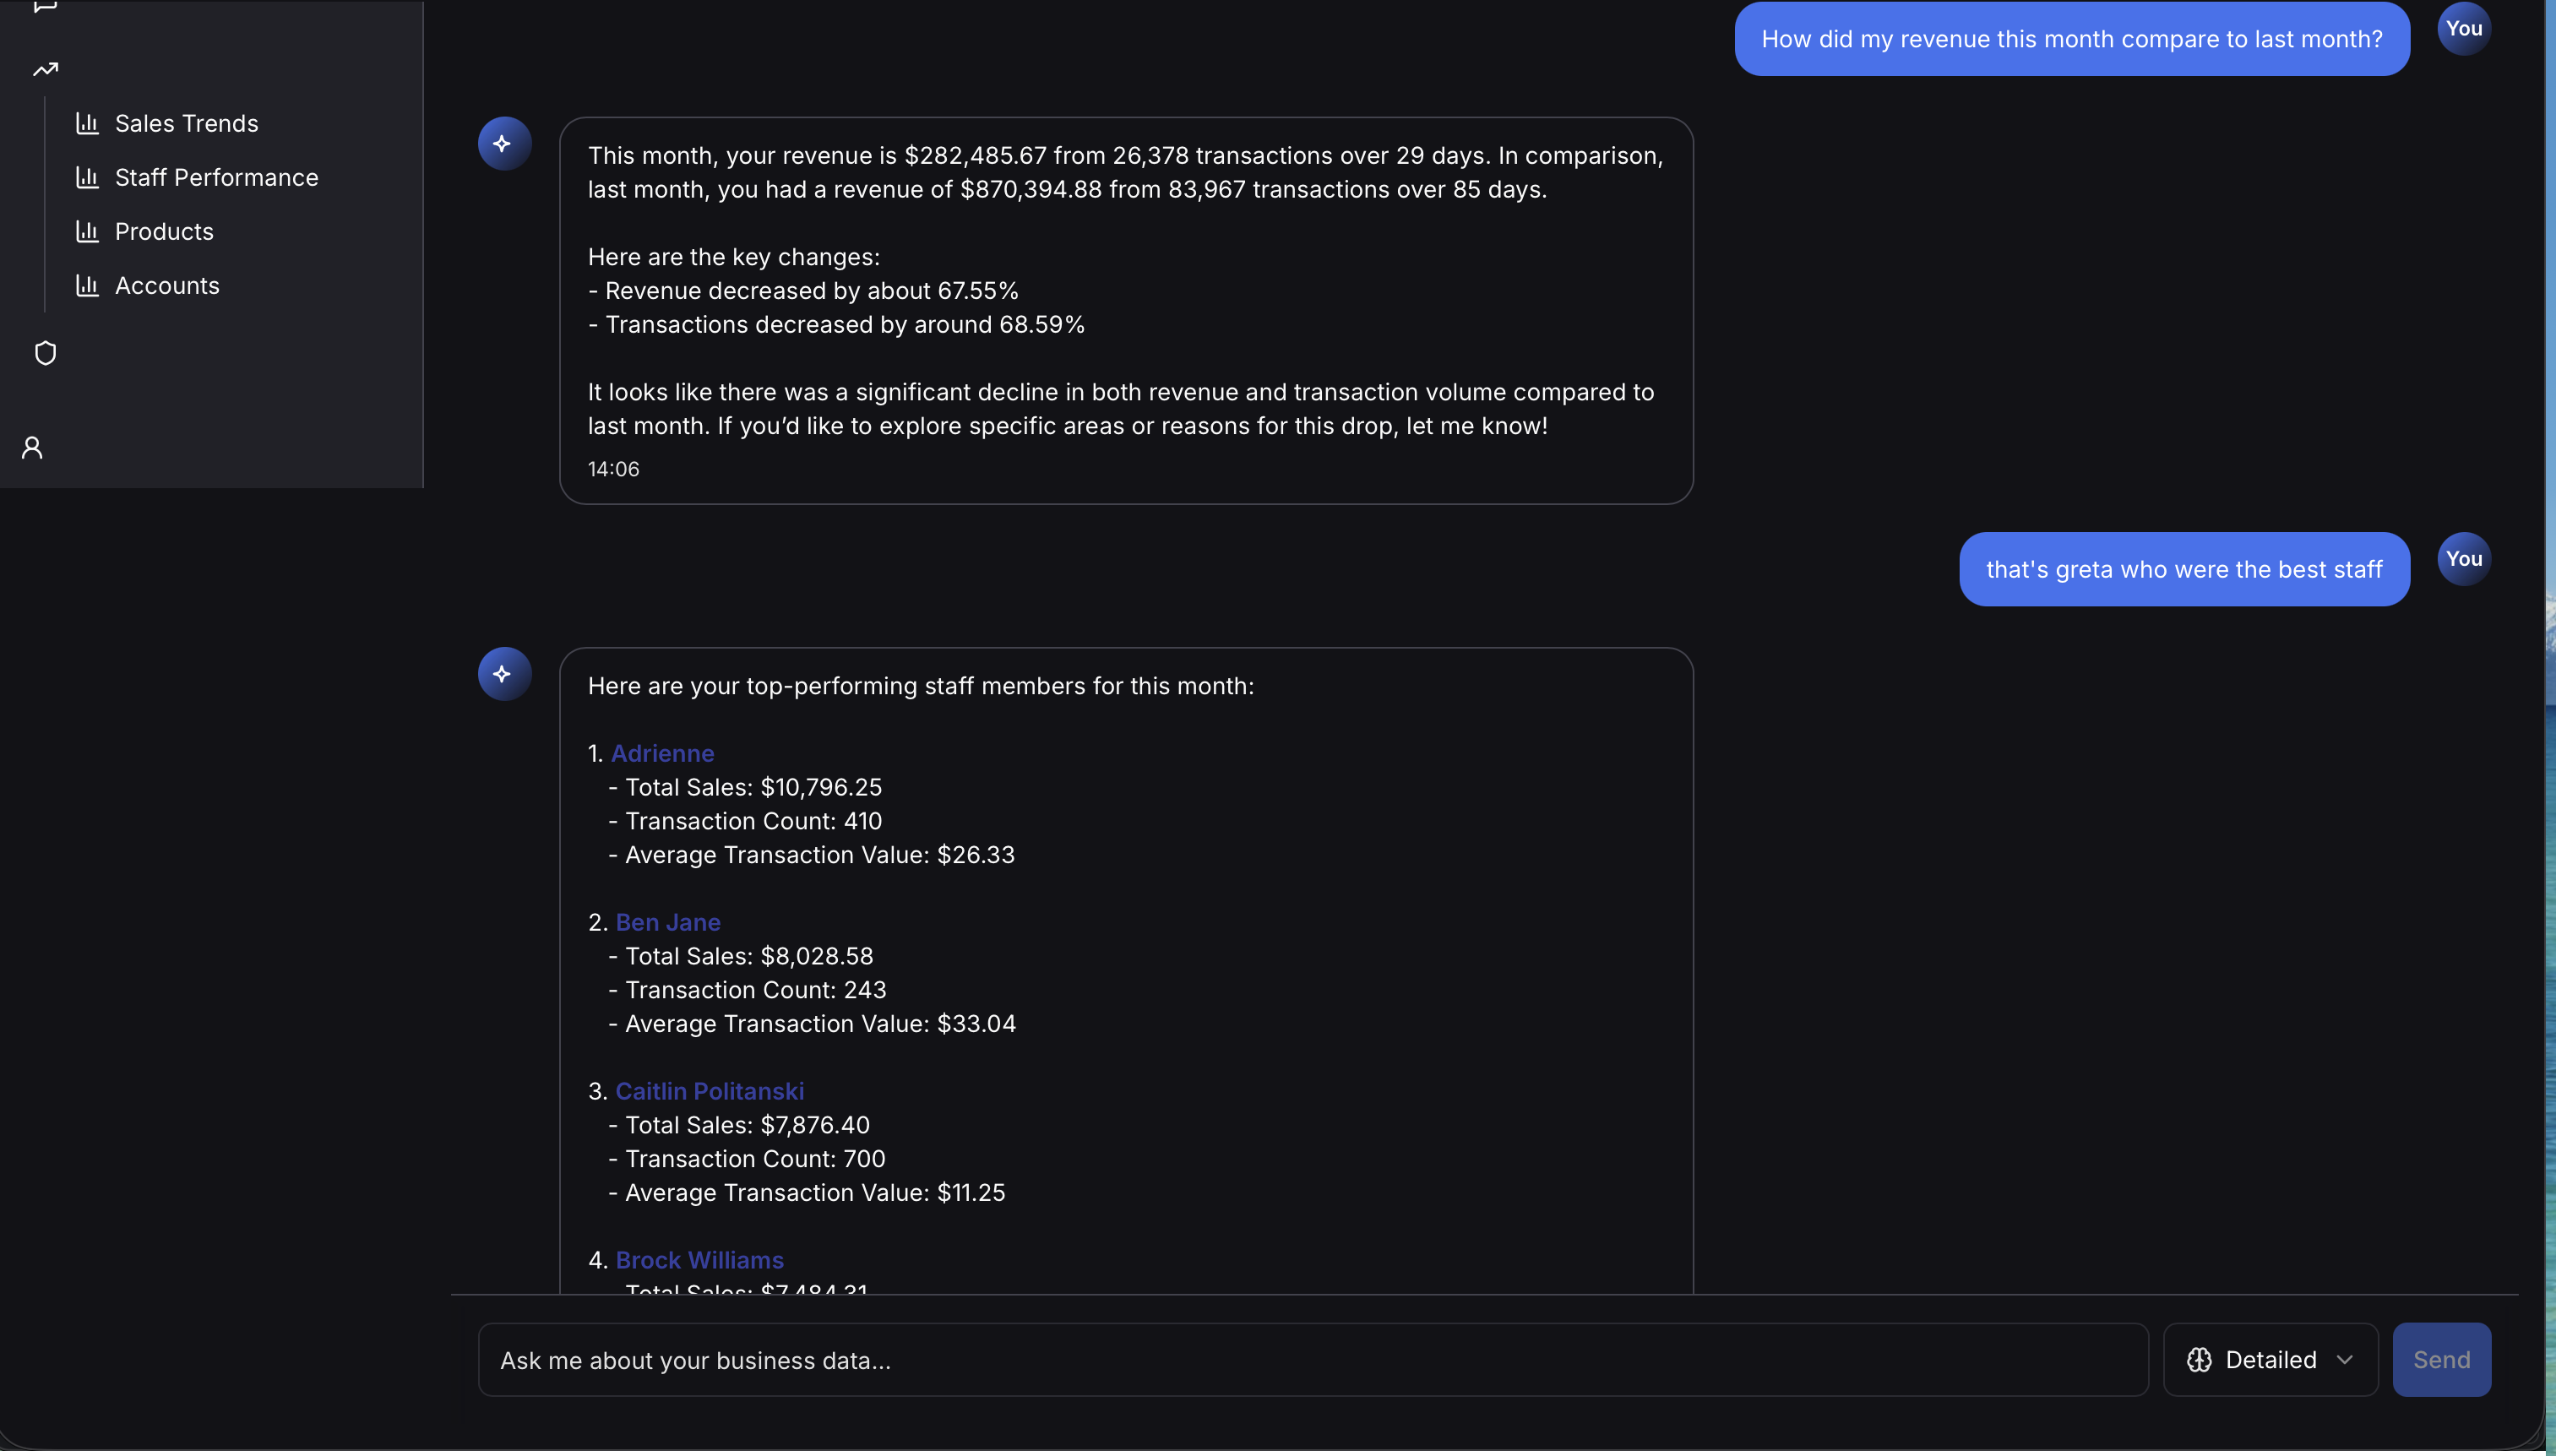 How did my revenue this month compare to last month?
You
Sales Trends
Staff Performance
Products
Accounts
This month, your revenue is $282,485.67 from 26,378 transactions over 29 days. In comparison,
last month, you had a revenue of $870,394.88 from 83,967 transactions over 85 days.
Here are the key changes:
- Revenue decreased by about 67.55%
- Transactions decreased by around 68.59%
It looks like there was a significant decline in both revenue and transaction volume compared to
last month. If you’d like to explore specific areas or reasons for this drop, let me know!
14:06
that's greta who were the best staff
You
Here are your top-performing staff members for this month:
1. Adrienne
- Total Sales: $10,796.25
- Transaction Count: 410
- Average Transaction Value: $26.33
2. Ben Jane
- Total Sales: $8,028.58
- Transaction Count: 243
- Average Transaction Value: $33.04
3. Caitlin Politanski
- Total Sales: $7,876.40
- Transaction Count: 700
- Average Transaction Value: $11.25
4. Brock Williams
- Total Sales: $7,484.31
Ask me about your business data...
Detailed
Send